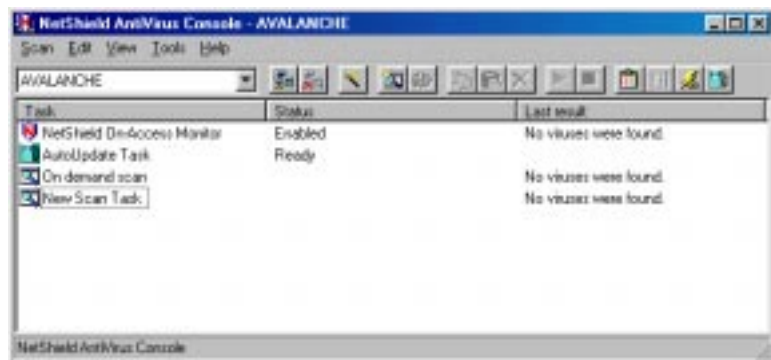 NetShield AntiVirus Console - AVALANCHE
Scan Edit View Tools Help
AVALANCHE
Task Status Last result
NetShield On-Access Monitor Enabled No viruses were found.
AutoUpdate Task Ready
On demand scan No viruses were found.
New Scan Task No viruses were found.
NetShield AntiVirus Console